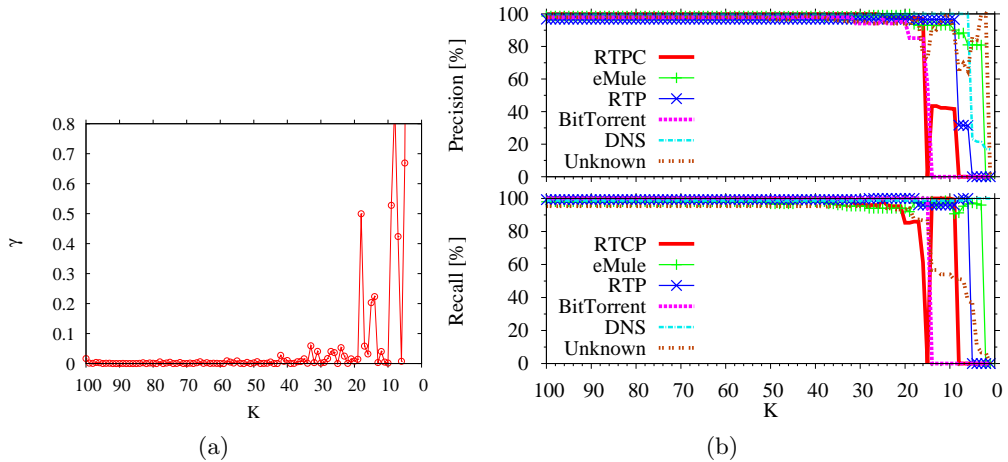 0.8
0.7
0.6
0.5
0.4
0.3
0.2
0.1
0
γ
100 90 80 70 60 50 40 30 20 10 0
K
(a)
100
80
60
40
20
0
Precision [%]
RTPC
eMule
RTP
BitTorrent
DNS
Unknown
100
80
60
40
20
0
Recall [%]
RTCP
eMule
RTP
BitTorrent
DNS
Unknown
100 90 80 70 60 50 40 30 20 10 0
K
(b)